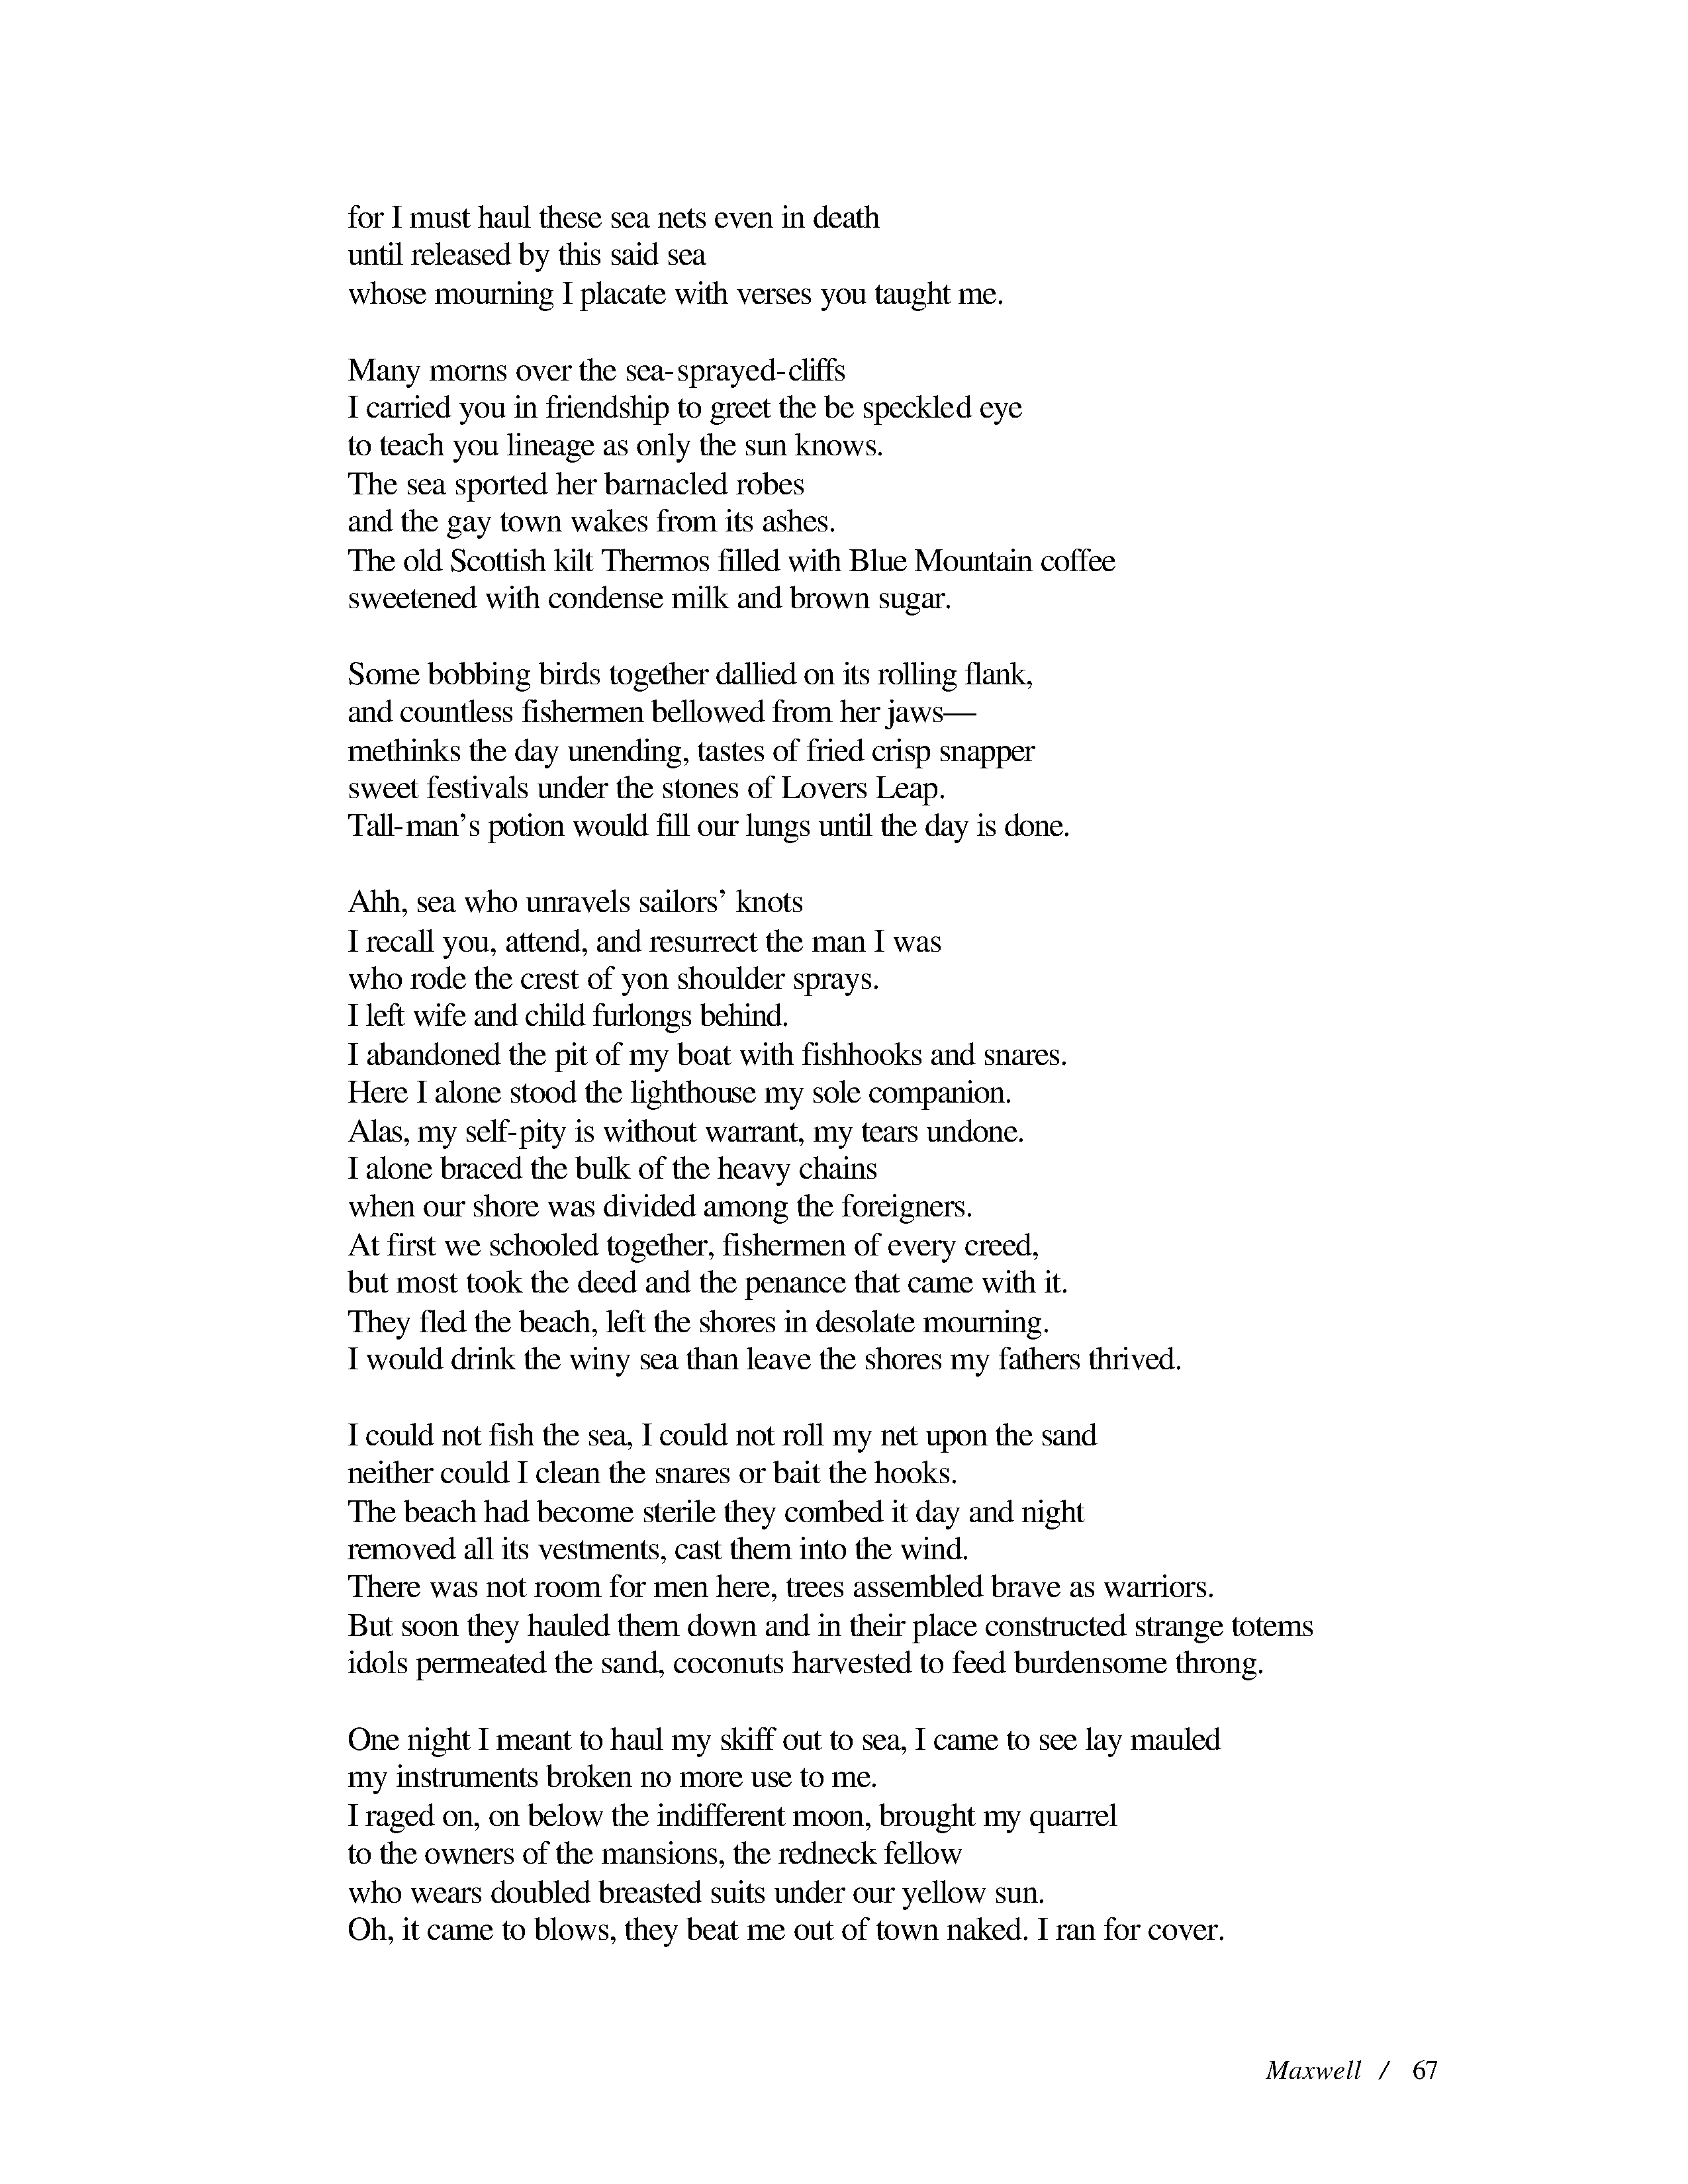 for I must haul these sea nets even in death
until released by this said sea
whose mourning I placate with verses you taught me.
Many morns over the sea-sprayed-cliffs
I carried you in friendship to greet the be speckled eye
to teach you lineage as only the sun knows.
The sea sported her barnacled robes
and the gay town wakes from its ashes.
The old Scottish kilt Thermos filled with Blue Mountain coffee
sweetened with condense milk and brown sugar.
Some bobbing birds together dallied on its rolling flank,
and countless fishermen bellowed from her jaws—
methinks the day unending, tastes of fried crisp snapper
sweet festivals under the stones of Lovers Leap.
Tall-man’s potion would fill our lungs until the day is done.
Ahh, sea who unravels sailors’ knots
I recall you, attend, and resurrect the man I was
who rode the crest of yon shoulder sprays.
I left wife and child furlongs behind.
I abandoned the pit of my boat with fishhooks and snares.
Here I alone stood the lighthouse my sole companion.
Alas, my self-pity is without warrant, my tears undone.
I alone braced the bulk of the heavy chains
when our shore was divided among the foreigners.
At first we schooled together, fishermen of every creed,
but most took the deed and the penance that came with it.
They fled the beach, left the shores in desolate mourning.
I would drink the winy sea than leave the shores my fathers thrived.
I could not fish the sea, I could not roll my net upon the sand
neither could I clean the snares or bait the hooks.
The beach had become sterile they combed it day and night
removed all its vestments, cast them into the wind.
There was not room for men here, trees assembled brave as warriors.
But soon they hauled them down and in their place constructed strange totems
idols permeated the sand, coconuts harvested to feed burdensome throng.
One night I meant to haul my skiff out to sea, I came to see lay mauled
my instruments broken no more use to me.
I raged on, on below the indifferent moon, brought my quarrel
to the owners of the mansions, the redneck fellow
who wears doubled breasted suits under our yellow sun.
Oh, it came to blows, they beat me out of town naked. I ran for cover.
Maxwell / 67